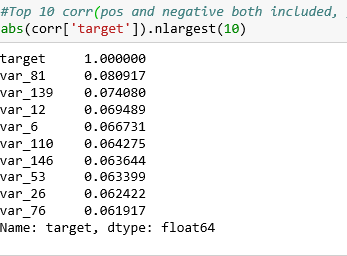 #Top 10 corr(pos and negative both included,
abs(corr['target']).nlargest(10)
target 1.000000
var_81 0.080917
var_139 0.074080
var_12 0.069489
var_6 0.066731
var_110 0.064275
var_146 0.063644
var_53 0.063399
var_26 0.062422
var_76 0.061917
Name: target, dtype: float64